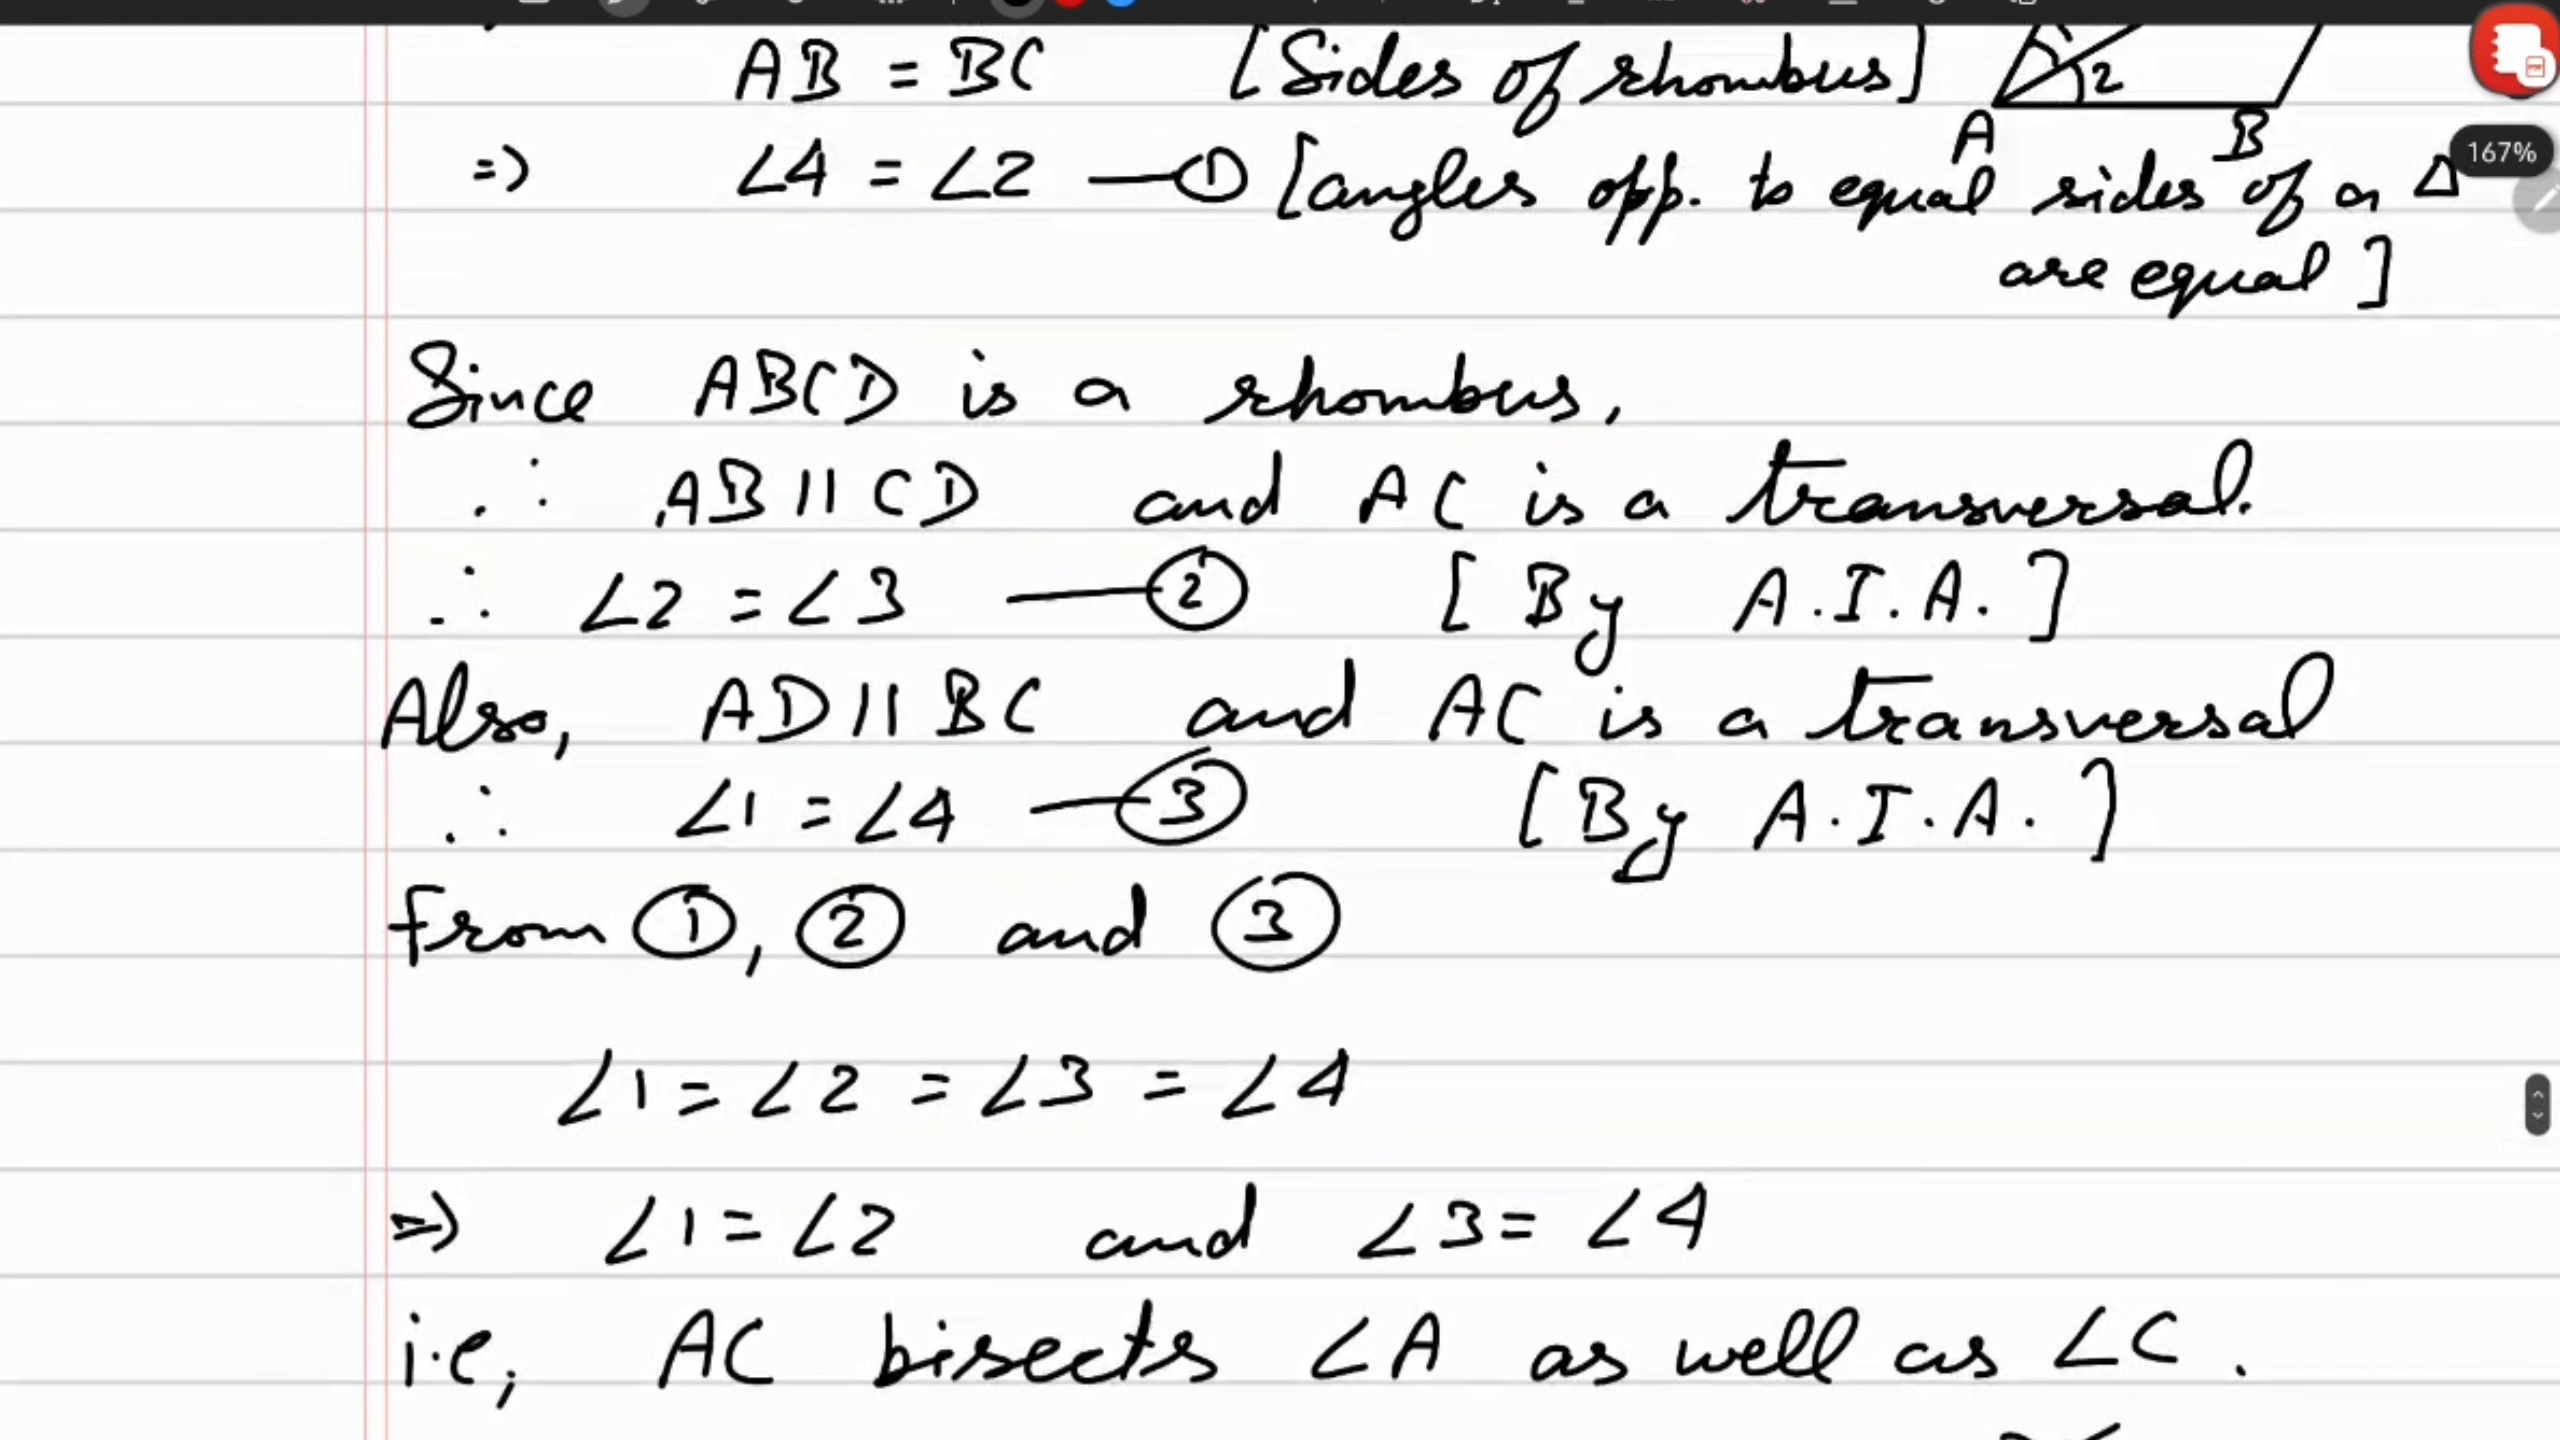 AB = BC [Sides of rhombus]
2
A B
167%
=> ∠4 = ∠2 —① [angles opp. to equal sides of a Δ
are equal]
Since ABCD is a rhombus,
∴ AB || CD and AC is a transversal.
∴ ∠2 = ∠3 —② [By A.I.A.]
Also, AD || BC and AC is a transversal
∴ ∠1 = ∠4 —③ [By A.I.A.]
from ①, ② and ③
∠1 = ∠2 = ∠3 = ∠4
=> ∠1 = ∠2 and ∠3 = ∠4
i.e, AC bisects ∠A as well as ∠C.